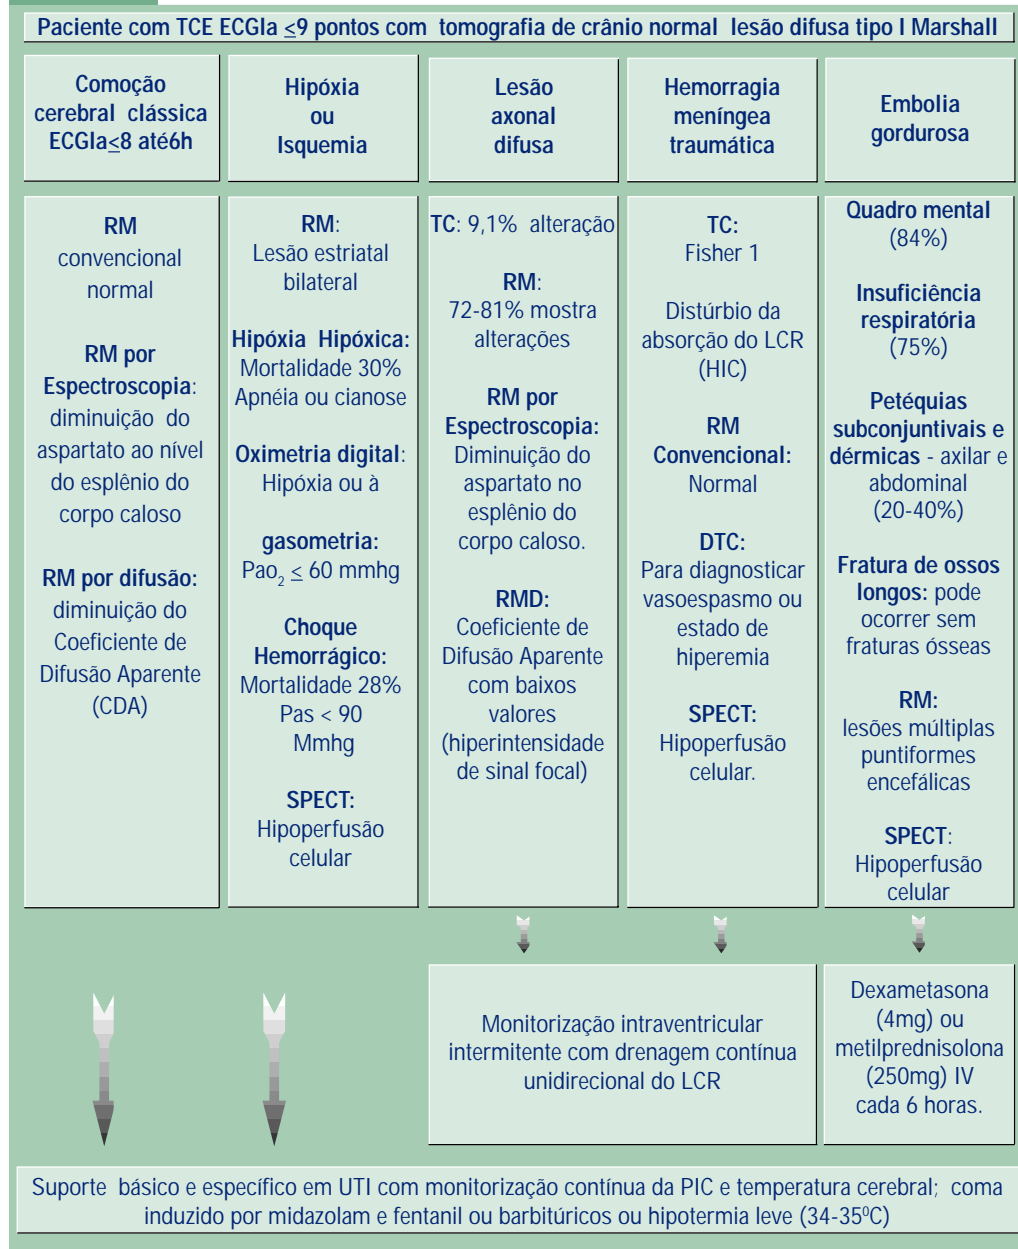 Paciente com TCE ECGla ≤9 pontos com tomografia de crânio normal lesão difusa tipo I Marshall
Comoção
cerebral clássica
ECGla≤8 até6h
Hipóxia
ou
Isquemia
Lesão
axonal
difusa
Hemorragia
meníngea
traumática
Embolia
gordurosa
RM
convencional
normal
RM por
Espectroscopia:
diminuição do
aspartato ao nível
do esplênio do
corpo caloso
RM por difusão:
diminuição do
Coeficiente de
Difusão Aparente
(CDA)
RM:
Lesão estriatal
bilateral
Hipóxia Hipóxica:
Mortalidade 30%
Apnéia ou cianose
Oximetria digital:
Hipóxia ou à
gasometria:
Pao₂ ≤ 60 mmhg
Choque
Hemorrágico:
Mortalidade 28%
Pas < 90
Mmhg
SPECT:
Hipoperfusão
celular
TC: 9,1% alteração
RM:
72-81% mostra
alterações
RM por
Espectroscopia:
Diminuição do
aspartato no
esplênio do
corpo caloso.
RMD:
Coeficiente de
Difusão Aparente
com baixos
valores
(hiperintensidade
de sinal focal)
TC:
Fisher 1
Distúrbio da
absorção do LCR
(HIC)
RM
Convencional:
Normal
DTC:
Para diagnosticar
vasoespasmo ou
estado de
hiperemia
SPECT:
Hipoperfusão
celular.
Quadro mental
(84%)
Insuficiência
respiratória
(75%)
Petéquias
subconjuntivais e
dérmicas - axilar e
abdominal
(20-40%)
Fratura de ossos
longos: pode
ocorrer sem
fraturas ósseas
RM:
lesões múltiplas
puntiformes
encefálicas
SPECT:
Hipoperfusão
celular
Monitorização intraventricular
intermitente com drenagem contínua
unidirecional do LCR
Dexametasona
(4mg) ou
metilprednisolona
(250mg) IV
cada 6 horas.
Suporte básico e específico em UTI com monitorização contínua da PIC e temperatura cerebral; coma
induzido por midazolam e fentanil ou barbitúricos ou hipotermia leve (34-35⁰C)